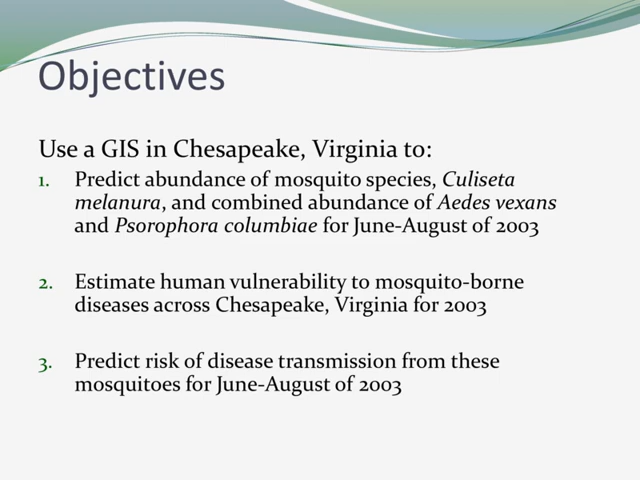 Objectives
Use a GIS in Chesapeake, Virginia to:
1. Predict abundance of mosquito species, Culiseta
melanura, and combined abundance of Aedes vexans
and Psorophora columbiae for June-August of 2003
2. Estimate human vulnerability to mosquito-borne
diseases across Chesapeake, Virginia for 2003
3. Predict risk of disease transmission from these
mosquitoes for June-August of 2003